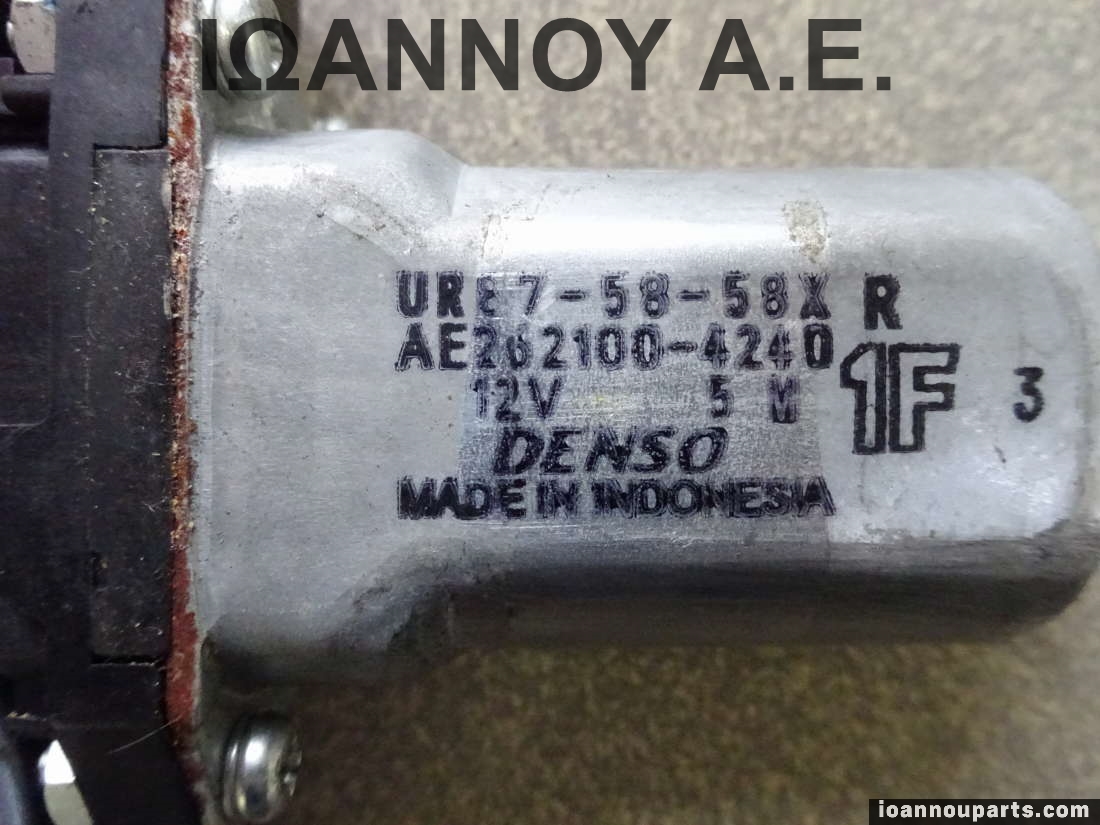 ΙΩΑΝΝΟΥ Α.Ε.
UR87-58-58X R
AE262100-4240
12V 5 M
1F 3
DENSO
MADE IN INDONESIA
ioannouparts.com